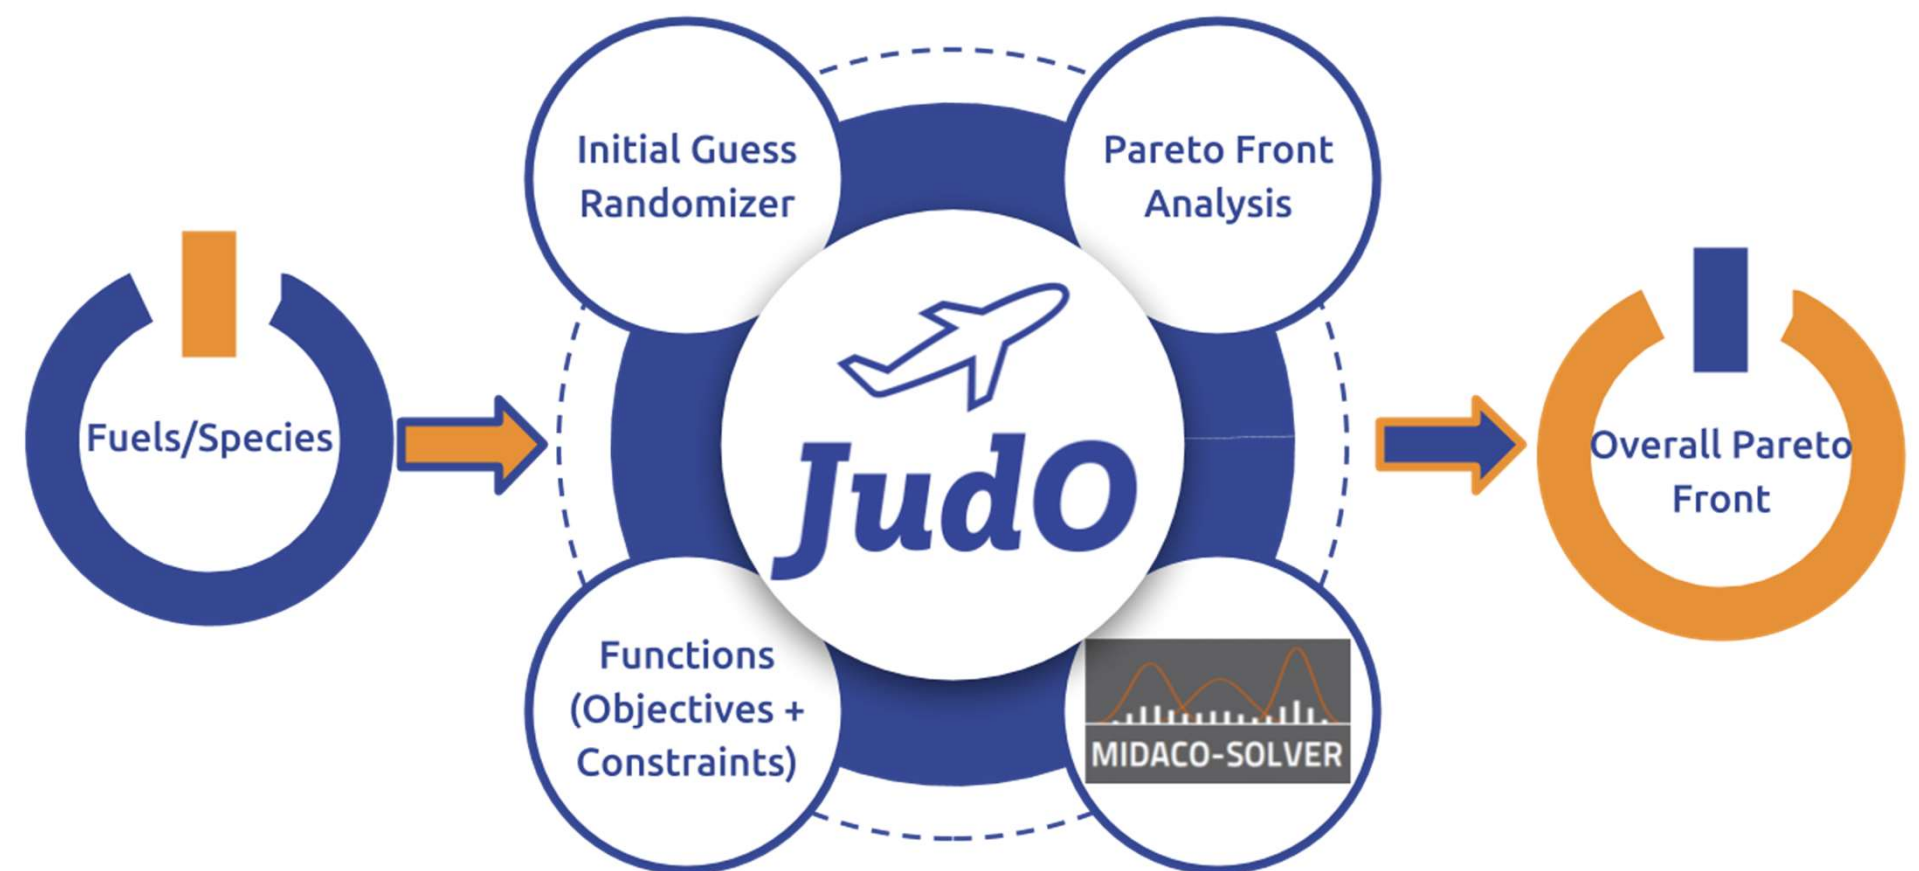 Initial Guess
Randomizer
Pareto Front
Analysis
Fuels/Species
JudO
Overall Pareto
Front
Functions
(Objectives +
Constraints)
MIDACO-SOLVER